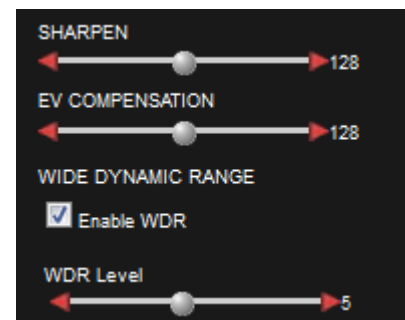 SHARPEN
128
EV COMPENSATION
128
WIDE DYNAMIC RANGE
Enable WDR
WDR Level
5